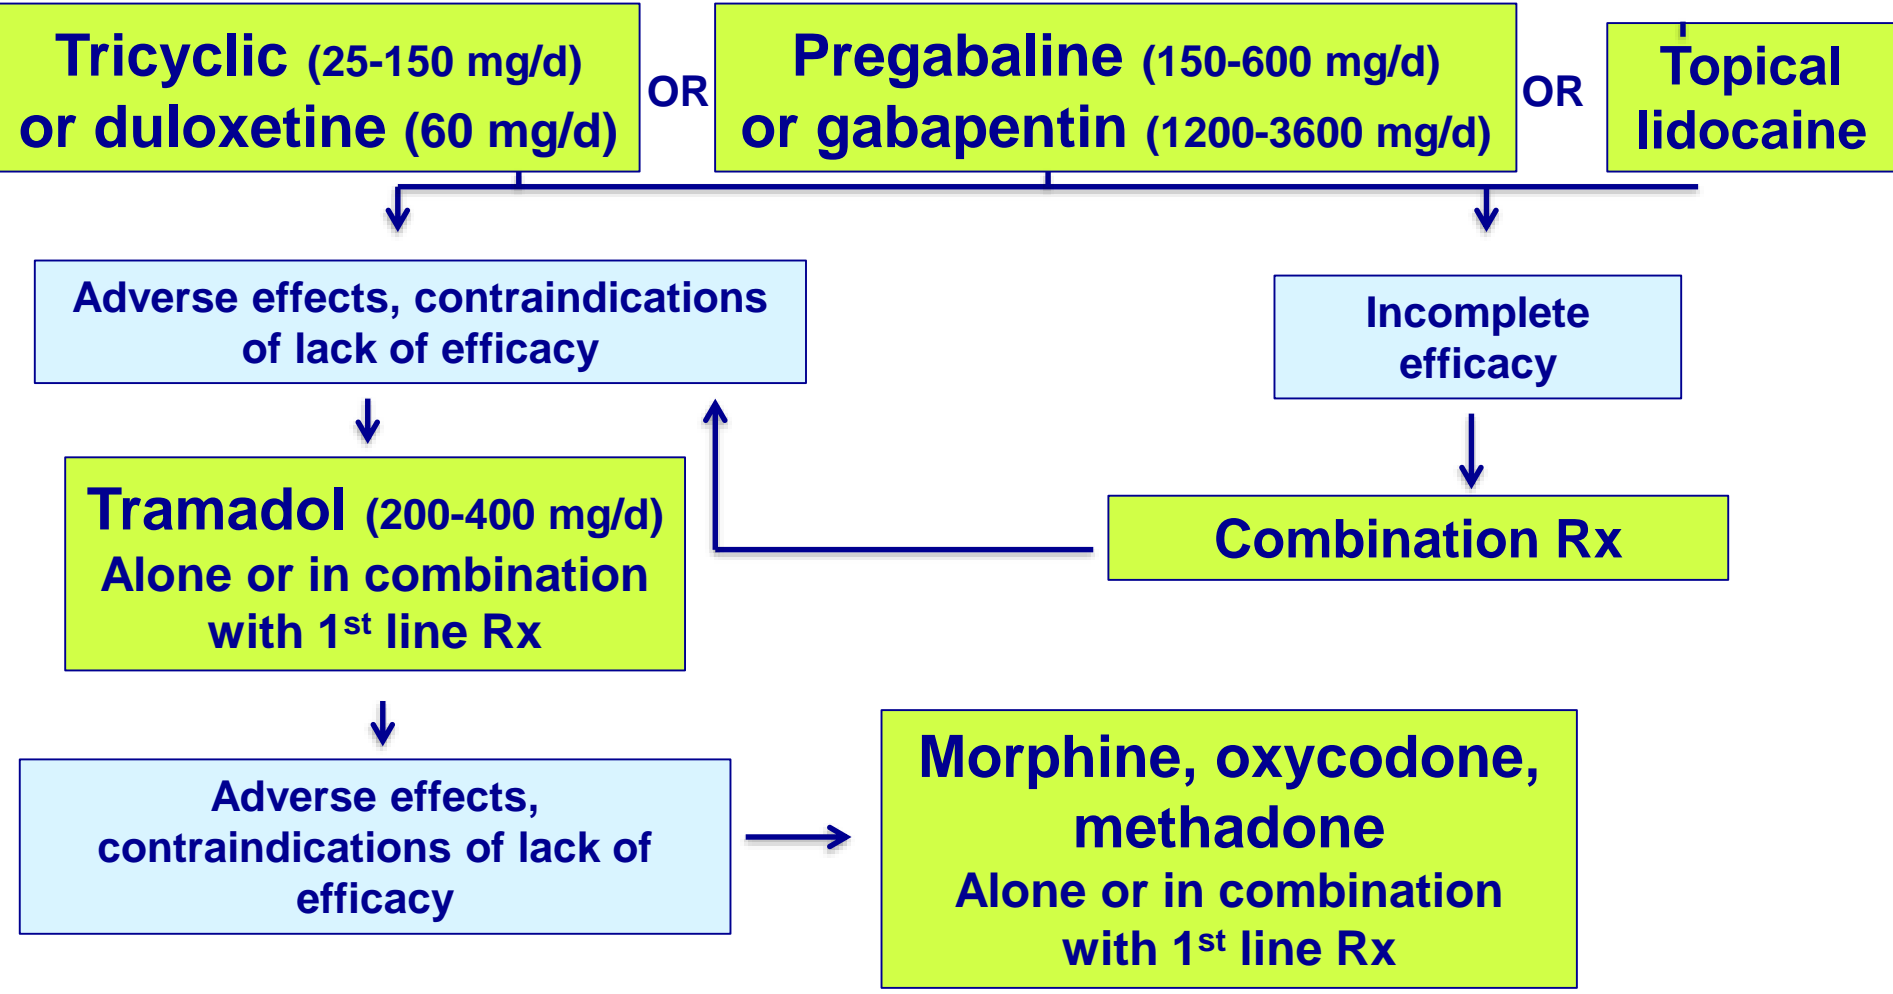 Tricyclic (25-150 mg/d)
or duloxetine (60 mg/d)
OR
Pregabaline (150-600 mg/d)
or gabapentin (1200-3600 mg/d)
OR
Topical
lidocaine
Adverse effects, contraindications
of lack of efficacy
Incomplete
efficacy
Tramadol (200-400 mg/d)
Alone or in combination
with 1st line Rx
Combination Rx
Adverse effects,
contraindications of lack of
efficacy
Morphine, oxycodone,
methadone
Alone or in combination
with 1st line Rx